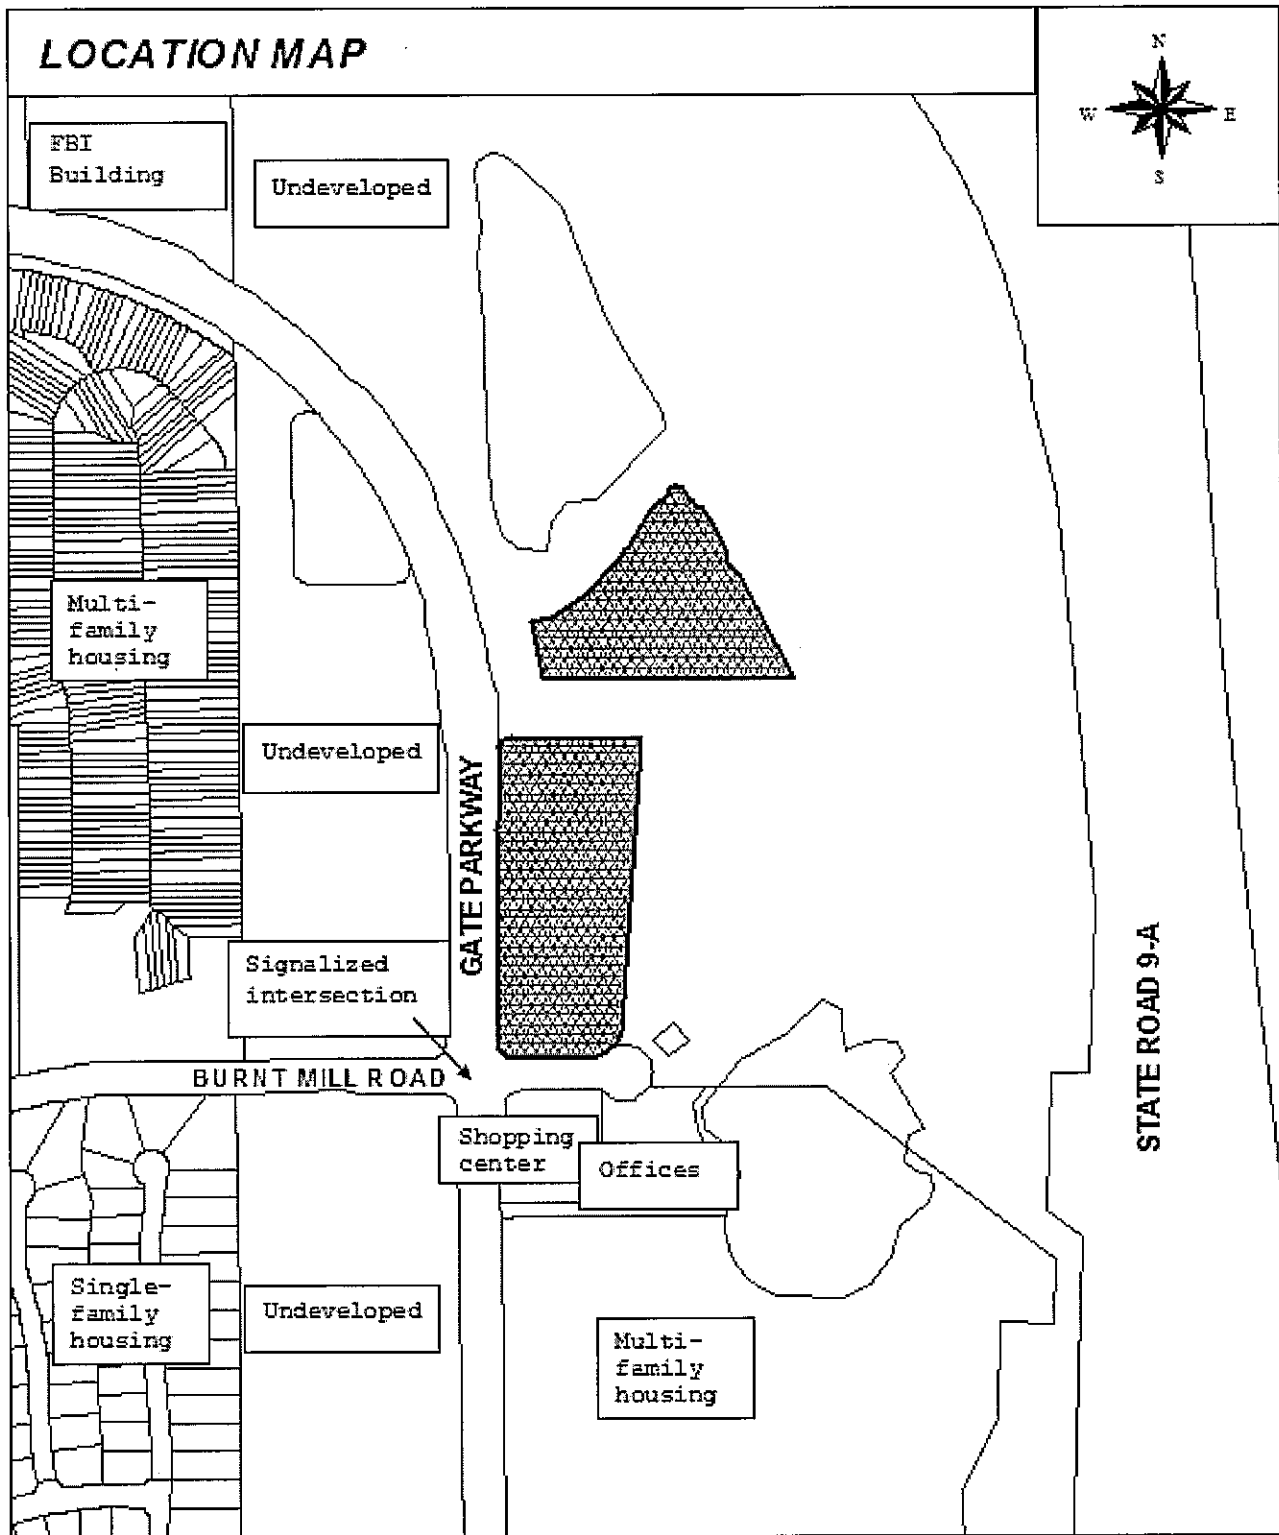 LOCATION MAP
N
W
E
S
FBI
Building
Undeveloped
Multi-
family
housing
Undeveloped
GATE PARKWAY
Signalized
intersection
STATE ROAD 9-A
BURNT MILL ROAD
Shopping
center
Offices
Single-
family
housing
Undeveloped
Multi-
family
housing